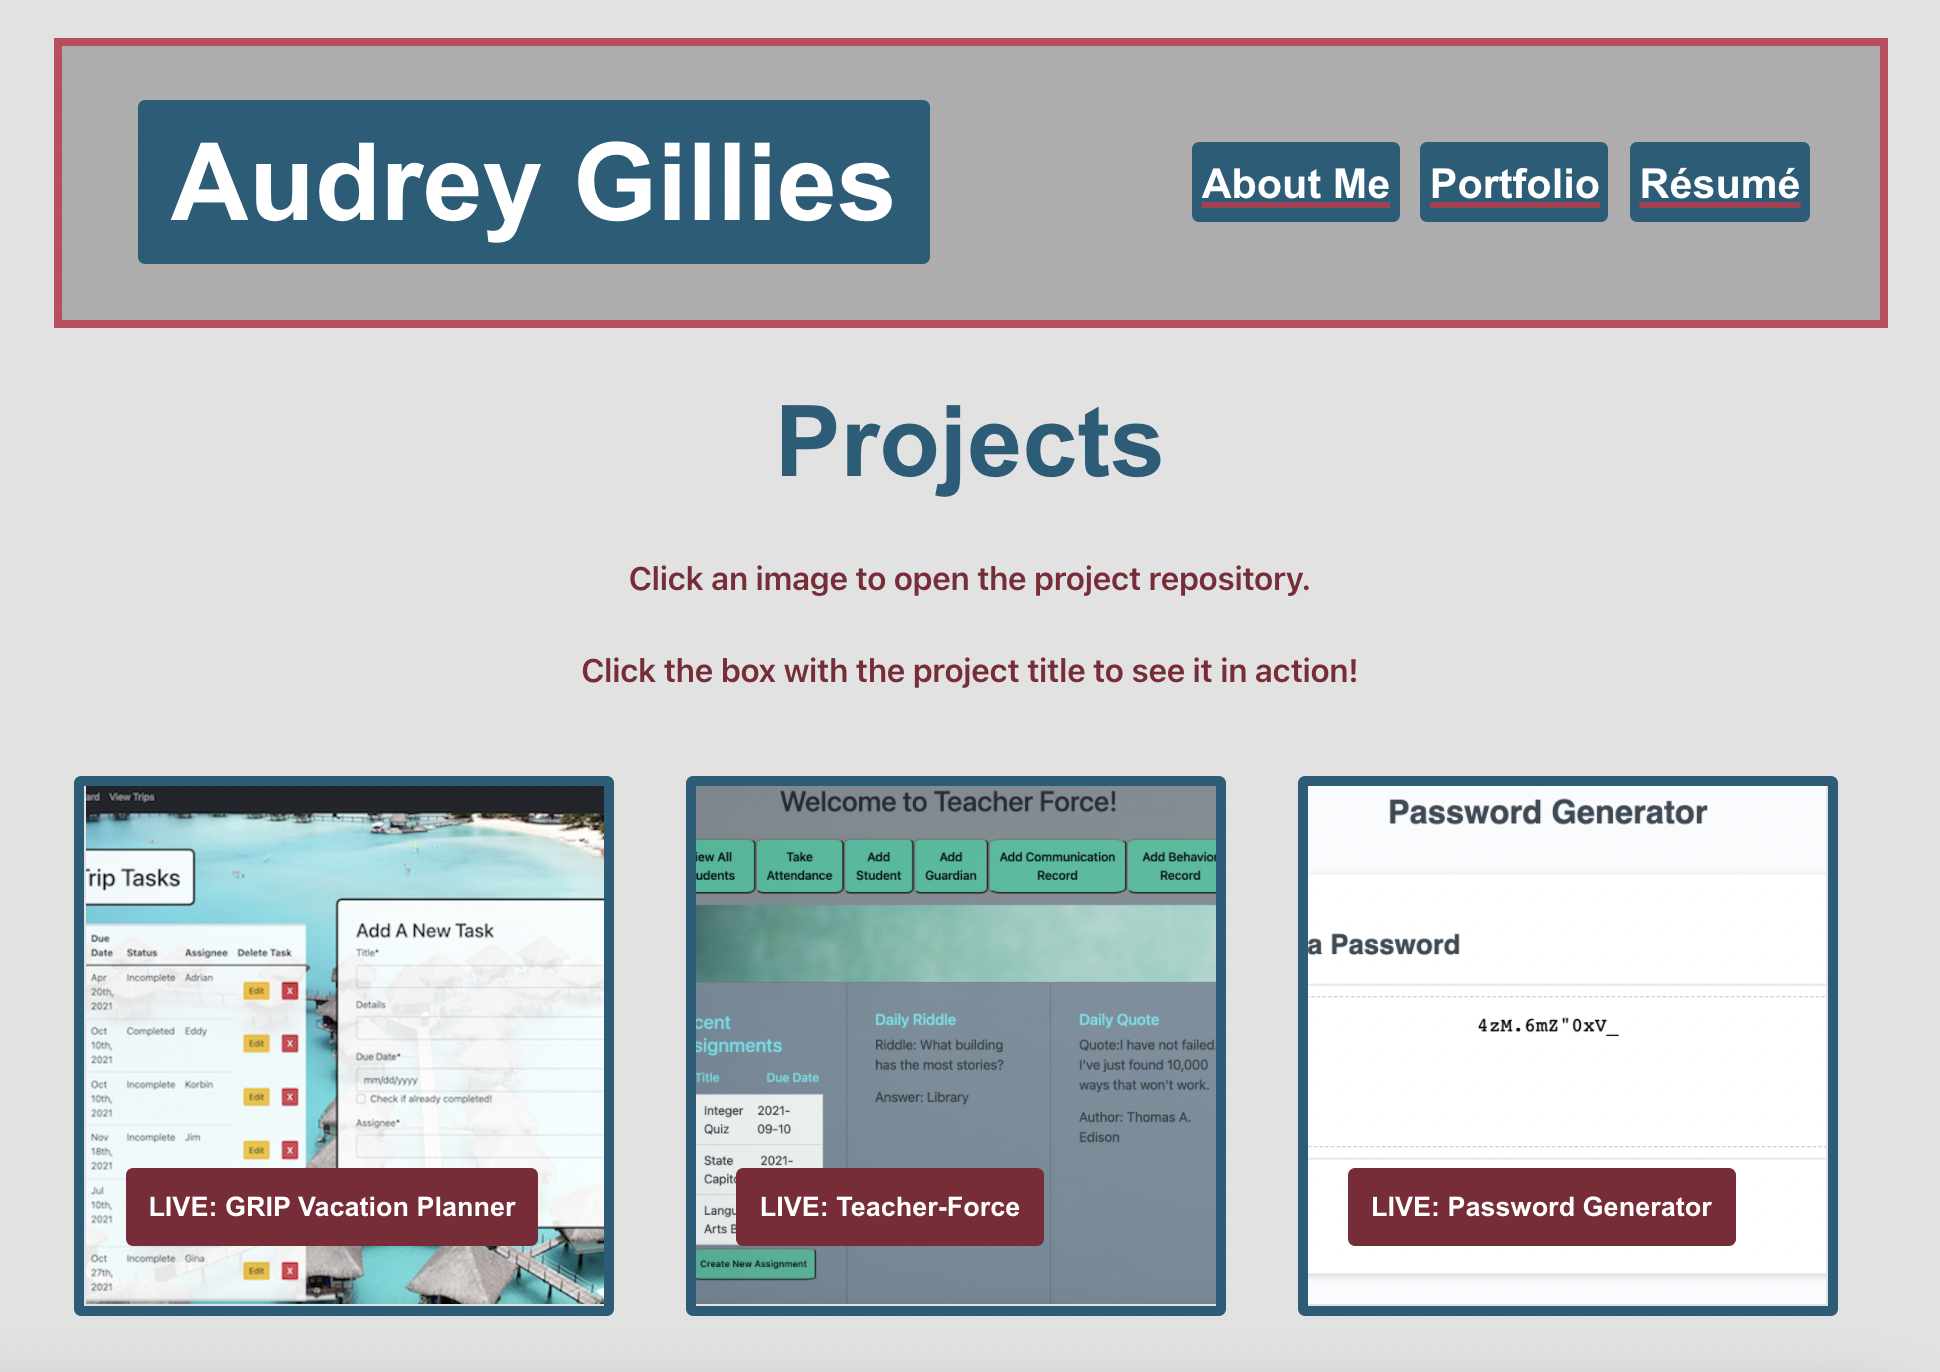 Audrey Gillies
About Me Portfolio Résumé
Projects
Click an image to open the project repository.
Click the box with the project title to see it in action!
View Trips
Trip Tasks
Due
Date Status Assignee Delete Task
Apr
20th,
2021 Incomplete Adrian Edit X
Oct
10th,
2021 Completed Eddy Edit X
Oct
10th,
2021 Incomplete Korbin Edit X
Nov
18th,
2021 Incomplete Jim Edit X
Jul
10th,
2021
Oct
27th,
2021 Incomplete Gina Edit X
Add A New Task
Title*
Details
Due Date*
mm/dd/yyyy
Check if already completed!
Assignee*
LIVE: GRIP Vacation Planner
Welcome to Teacher Force!
iew All
udents
Take
Attendance
Add
Student
Add
Guardian
Add Communication
Record
Add Behavior
Record
cent
signments
Title Due Date
Integer
Quiz
2021-
09-10
State
Capito
2021-
Langu
Arts B
Create New Assignment
Daily Riddle
Riddle: What building
has the most stories?
Answer: Library
Daily Quote
Quote:I have not failed.
I've just found 10,000
ways that won't work.
Author: Thomas A.
Edison
LIVE: Teacher-Force
Password Generator
a Password
4zM.6mZ"0xV_
LIVE: Password Generator